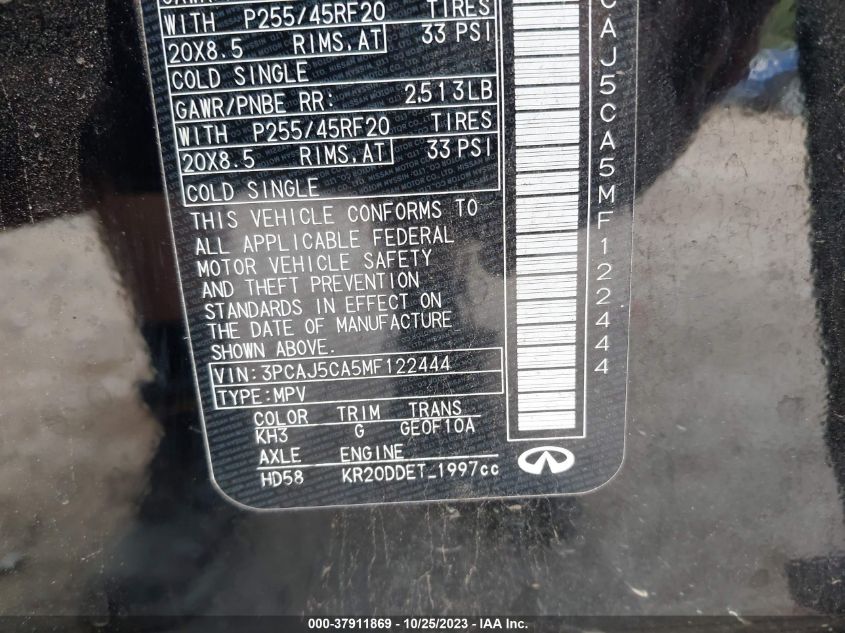 WITH P255/45RF20 TIRES
20X8.5 RIMS,AT 33 PSI
COLD SINGLE
GAWR/PNBE RR: 2,513LB
WITH P255/45RF20 TIRES
20X8.5 RIMS,AT 33 PSI
COLD SINGLE
THIS VEHICLE CONFORMS TO
ALL APPLICABLE FEDERAL
MOTOR VEHICLE SAFETY
AND THEFT PREVENTION
STANDARDS IN EFFECT ON
THE DATE OF MANUFACTURE
SHOWN ABOVE.
VIN:3PCAJ5CA5MF122444
TYPE:MPV
COLOR TRIM TRANS
KH3 G GE0F10A
AXLE ENGINE
HD58 KR20DDET_1997cc
CAJ5CA5MF122444
000-37911869 / 10/25/2023 / IAA Inc.